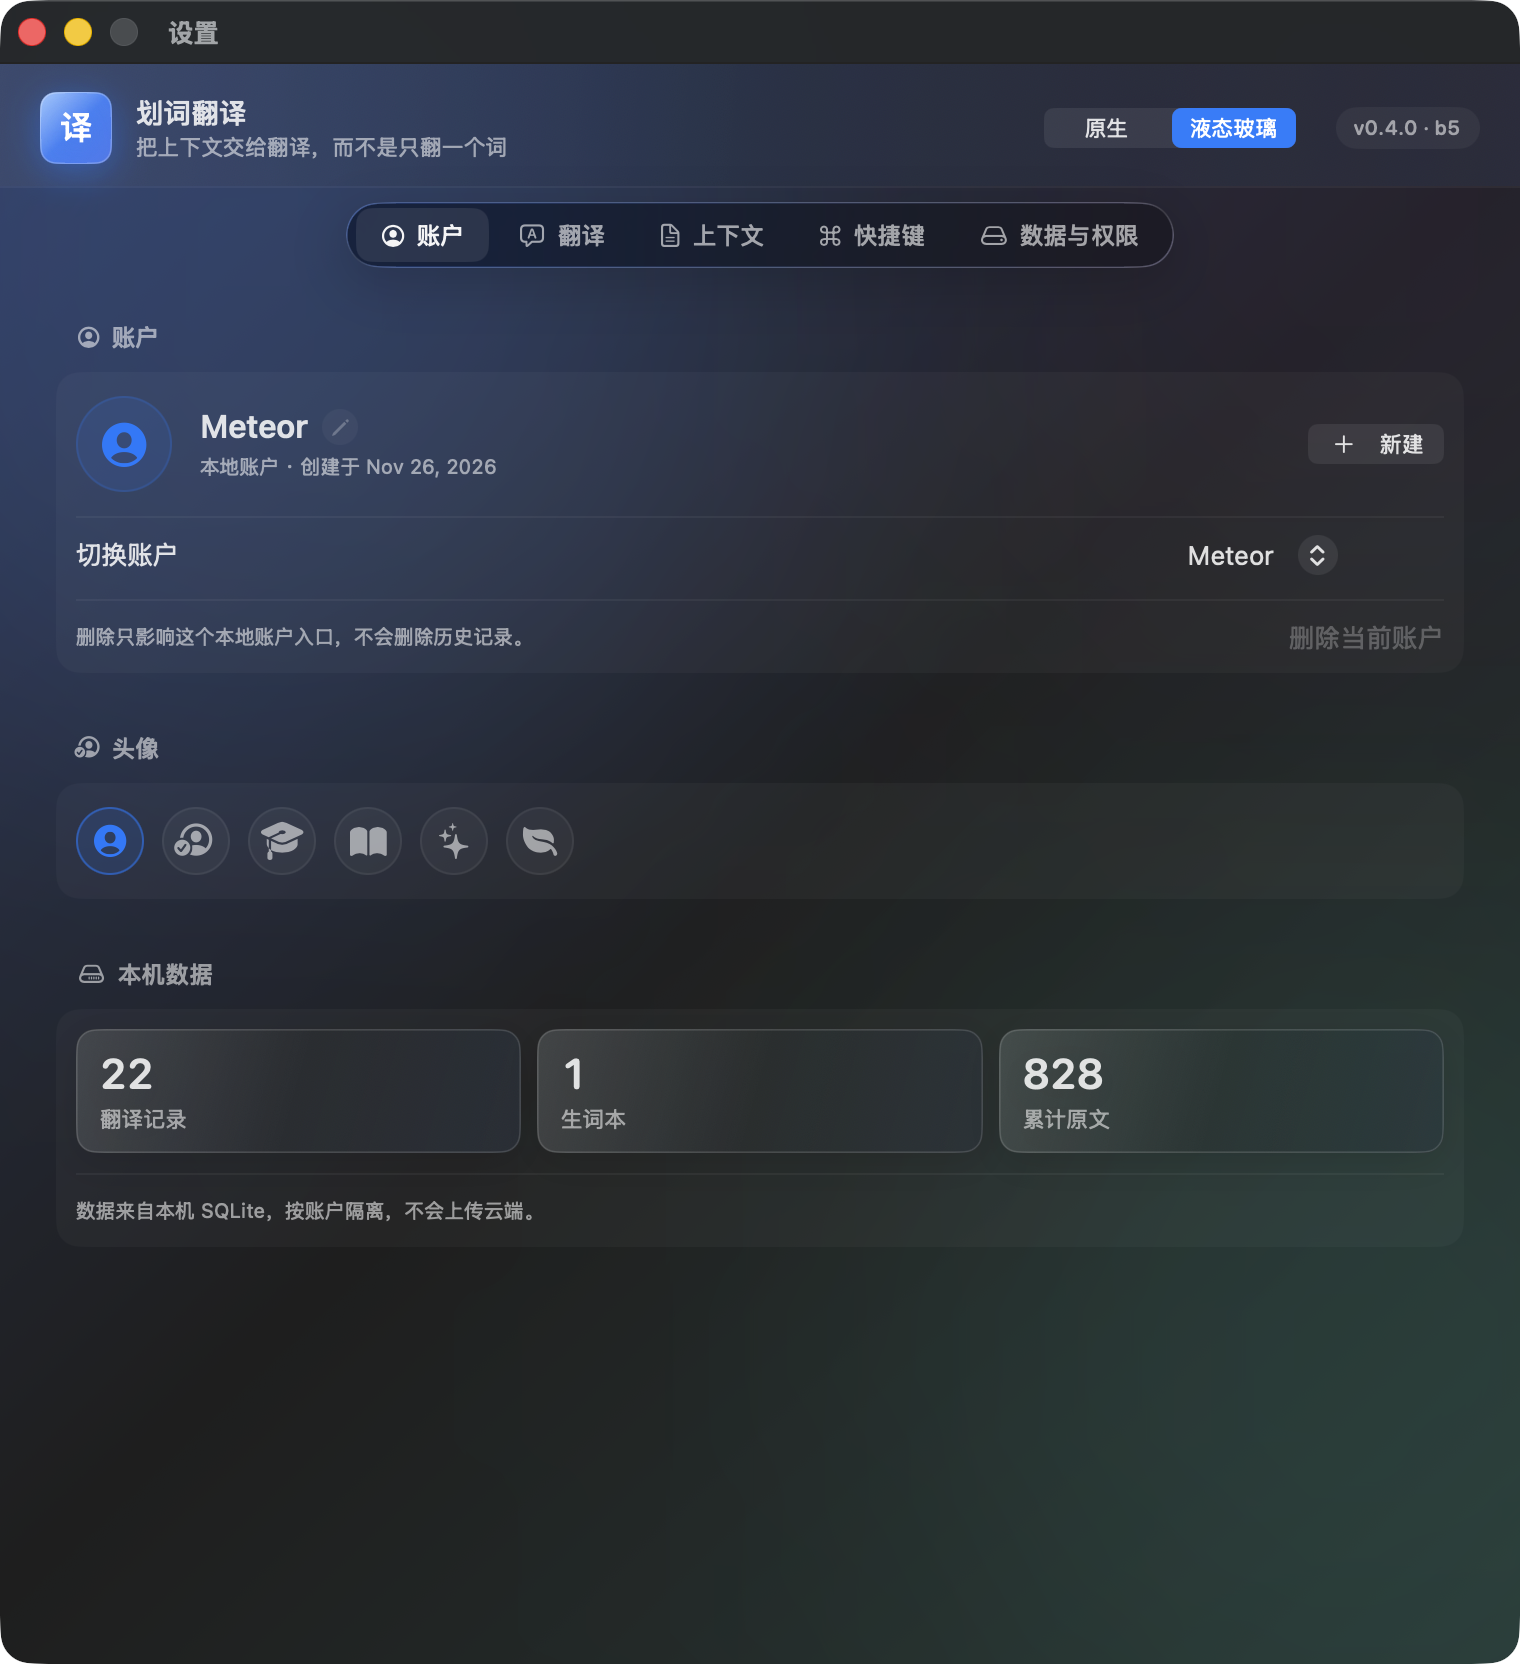 设置
译
划词翻译
把上下文交给翻译，而不是只翻一个词
原生
液态玻璃
v0.4.0 · b5
账户
翻译
上下文
快捷键
数据与权限
账户
Meteor
本地账户 · 创建于 Nov 26, 2026
新建
切换账户
Meteor
删除只影响这个本地账户入口，不会删除历史记录。
删除当前账户
头像
本机数据
22
翻译记录
1
生词本
828
累计原文
数据来自本机 SQLite，按账户隔离，不会上传云端。